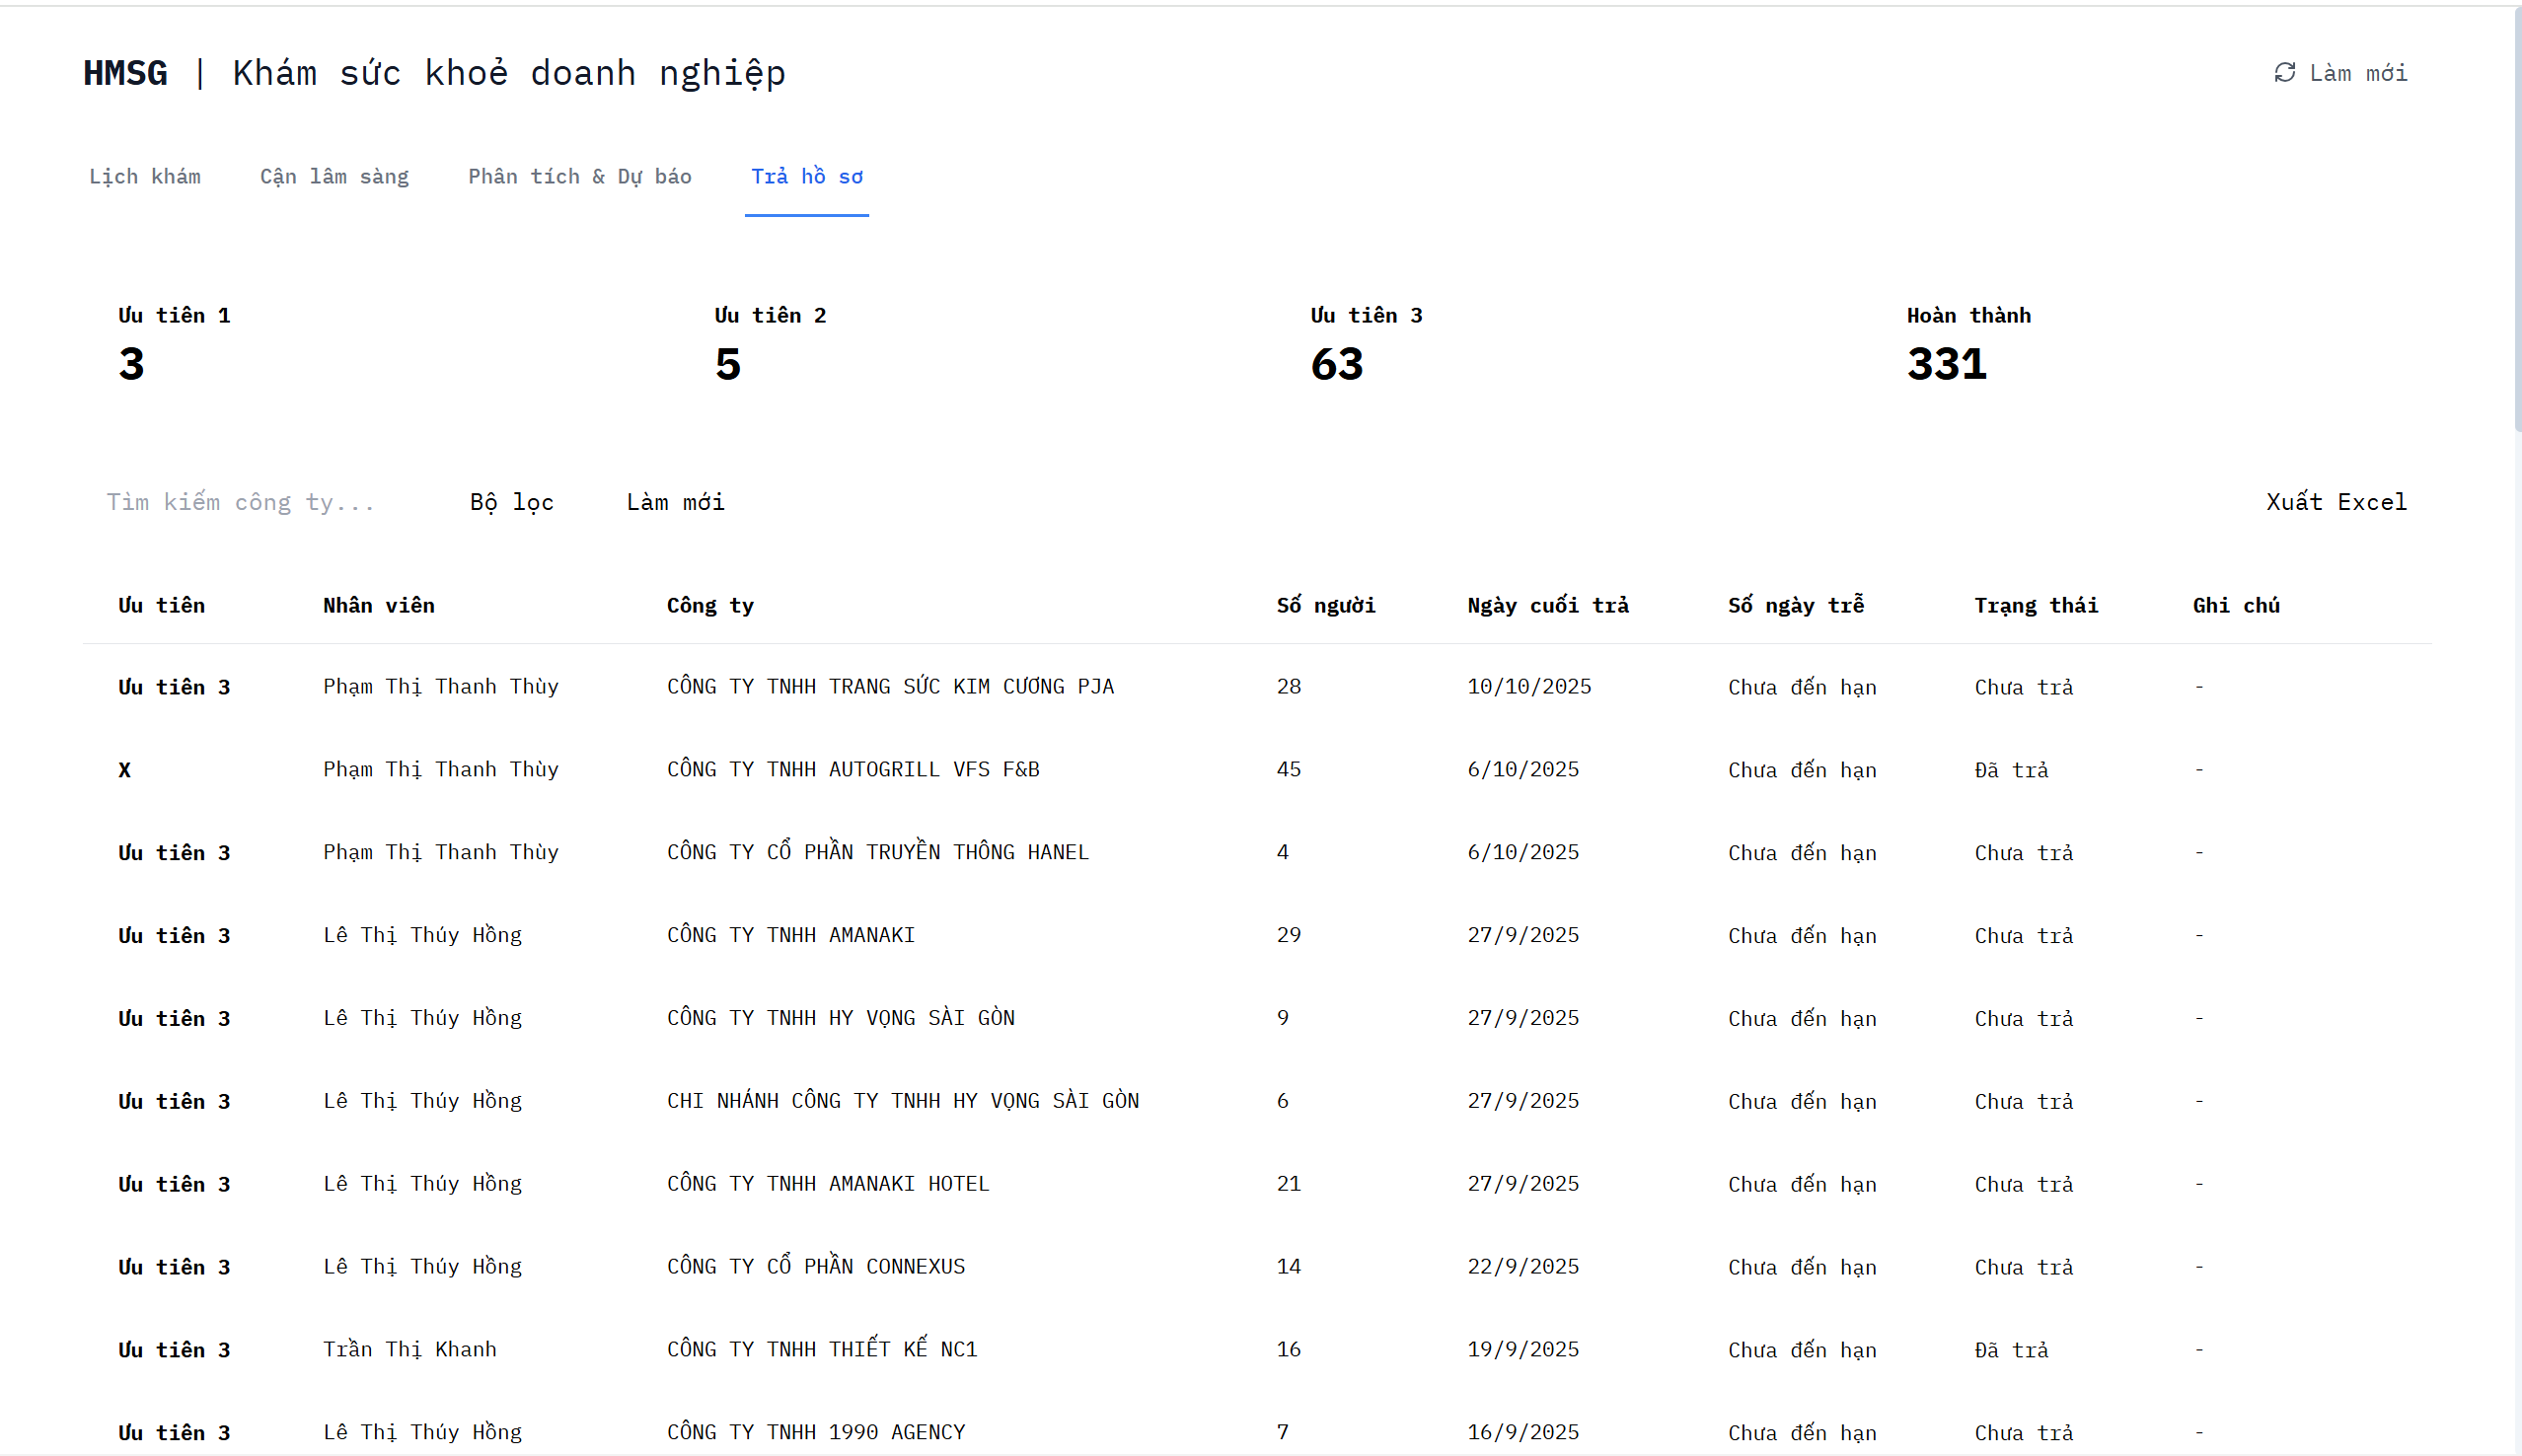 HMSG | Khám sức khoẻ doanh nghiệp
Làm mới
Lịch khám Cận lâm sàng Phân tích & Dự báo Trả hồ sơ
Ưu tiên 1 Ưu tiên 2 Ưu tiên 3 Hoàn thành
3 5 63 331
Tìm kiếm công ty... Bộ lọc Làm mới Xuất Excel
Ưu tiên Nhân viên Công ty Số người Ngày cuối trả Số ngày trễ Trạng thái Ghi chú
Ưu tiên 3 Phạm Thị Thanh Thùy CÔNG TY TNHH TRANG SỨC KIM CƯƠNG PJA 28 10/10/2025 Chưa đến hạn Chưa trả -
X Phạm Thị Thanh Thùy CÔNG TY TNHH AUTOGRILL VFS F&B 45 6/10/2025 Chưa đến hạn Đã trả -
Ưu tiên 3 Phạm Thị Thanh Thùy CÔNG TY CỔ PHẦN TRUYỀN THÔNG HANEL 4 6/10/2025 Chưa đến hạn Chưa trả -
Ưu tiên 3 Lê Thị Thúy Hồng CÔNG TY TNHH AMANAKI 29 27/9/2025 Chưa đến hạn Chưa trả -
Ưu tiên 3 Lê Thị Thúy Hồng CÔNG TY TNHH HY VỌNG SÀI GÒN 9 27/9/2025 Chưa đến hạn Chưa trả -
Ưu tiên 3 Lê Thị Thúy Hồng CHI NHÁNH CÔNG TY TNHH HY VỌNG SÀI GÒN 6 27/9/2025 Chưa đến hạn Chưa trả -
Ưu tiên 3 Lê Thị Thúy Hồng CÔNG TY TNHH AMANAKI HOTEL 21 27/9/2025 Chưa đến hạn Chưa trả -
Ưu tiên 3 Lê Thị Thúy Hồng CÔNG TY CỔ PHẦN CONNEXUS 14 22/9/2025 Chưa đến hạn Chưa trả -
Ưu tiên 3 Trần Thị Khanh CÔNG TY TNHH THIẾT KẾ NC1 16 19/9/2025 Chưa đến hạn Đã trả -
Ưu tiên 3 Lê Thị Thúy Hồng CÔNG TY TNHH 1990 AGENCY 7 16/9/2025 Chưa đến hạn Chưa trả -